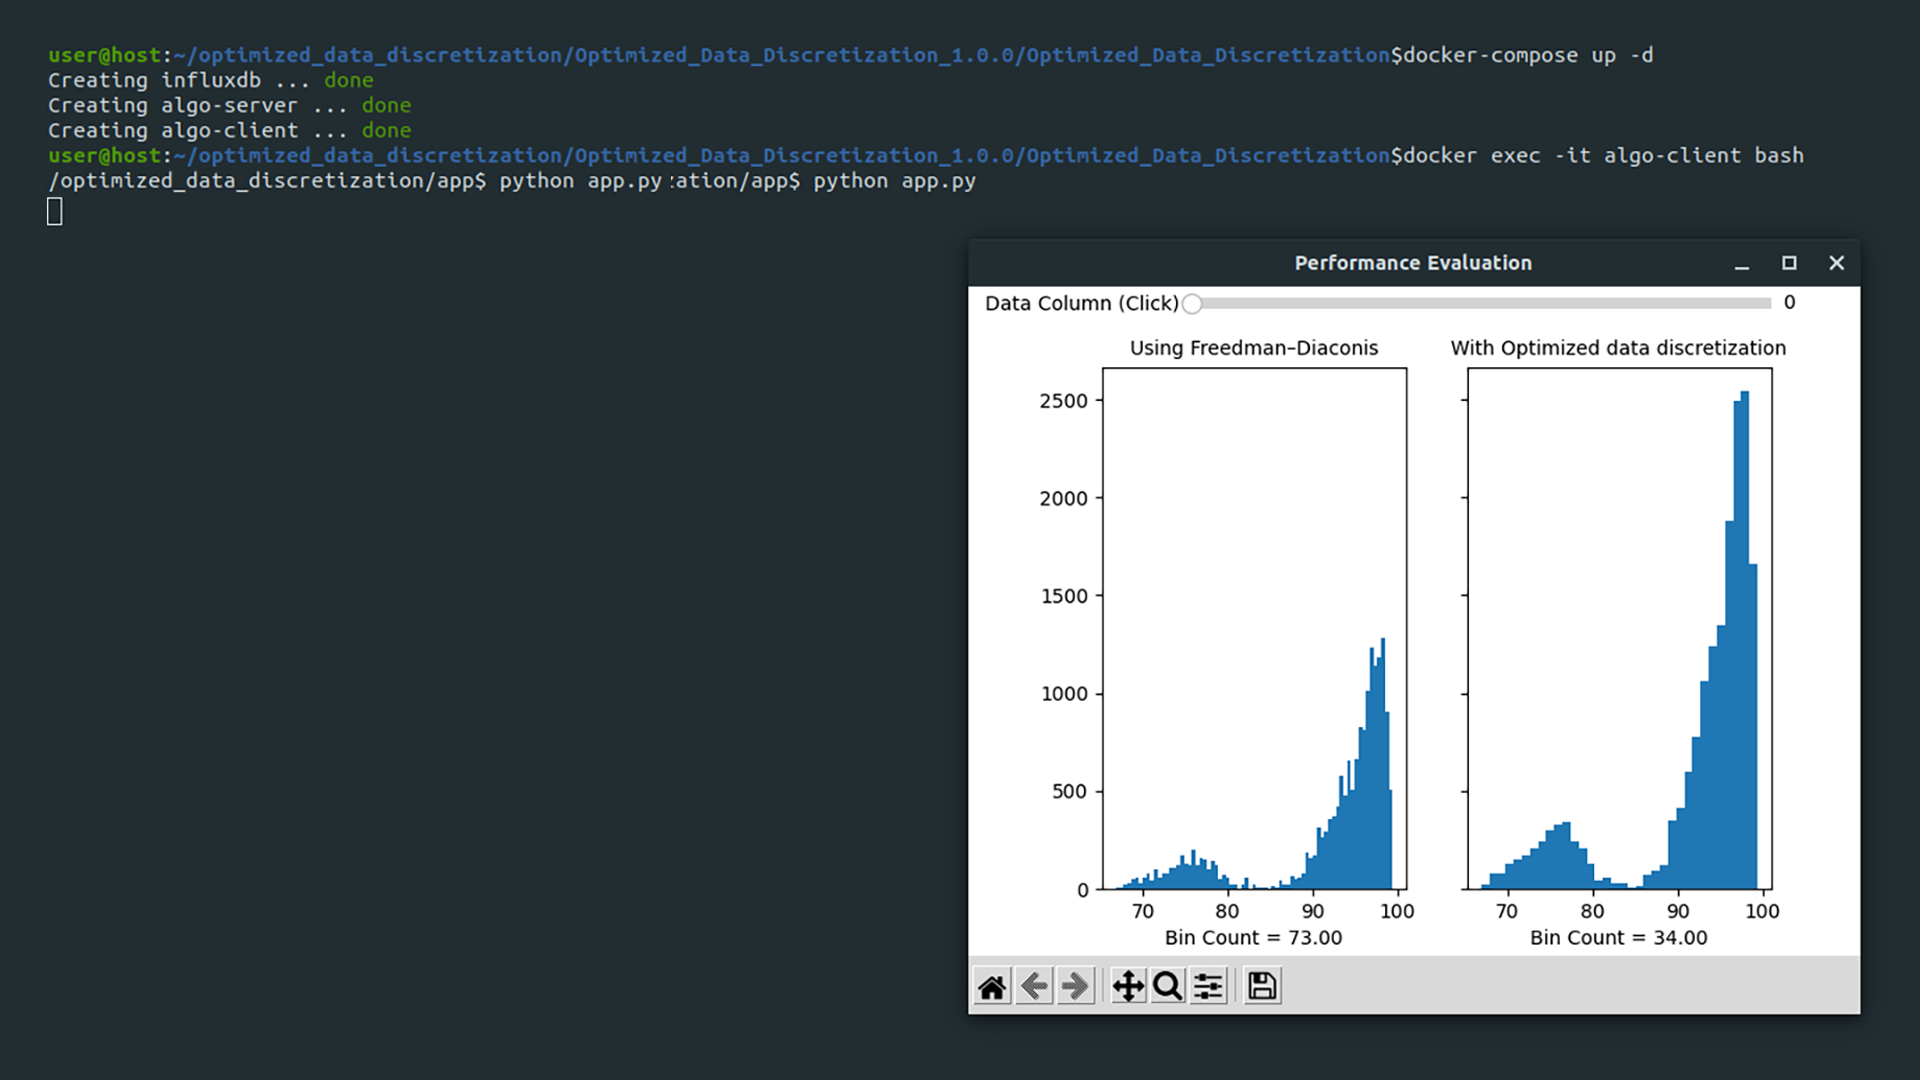 user@host:~/optimized_data_discretization/Optimized_Data_Discretization_1.0.0/Optimized_Data_Discretization$docker-compose up -d
Creating influxdb ... done
Creating algo-server ... done
Creating algo-client ... done
user@host:~/optimized_data_discretization/Optimized_Data_Discretization_1.0.0/Optimized_Data_Discretization$docker exec -it algo-client bash
/optimized_data_discretization/app$ python app.py :ation/app$ python app.py
Performance Evaluation
Data Column (Click) 0
Using Freedman–Diaconis
With Optimized data discretization
2500
2000
1500
1000
500
0
70 80 90 100
70 80 90 100
Bin Count = 73.00
Bin Count = 34.00